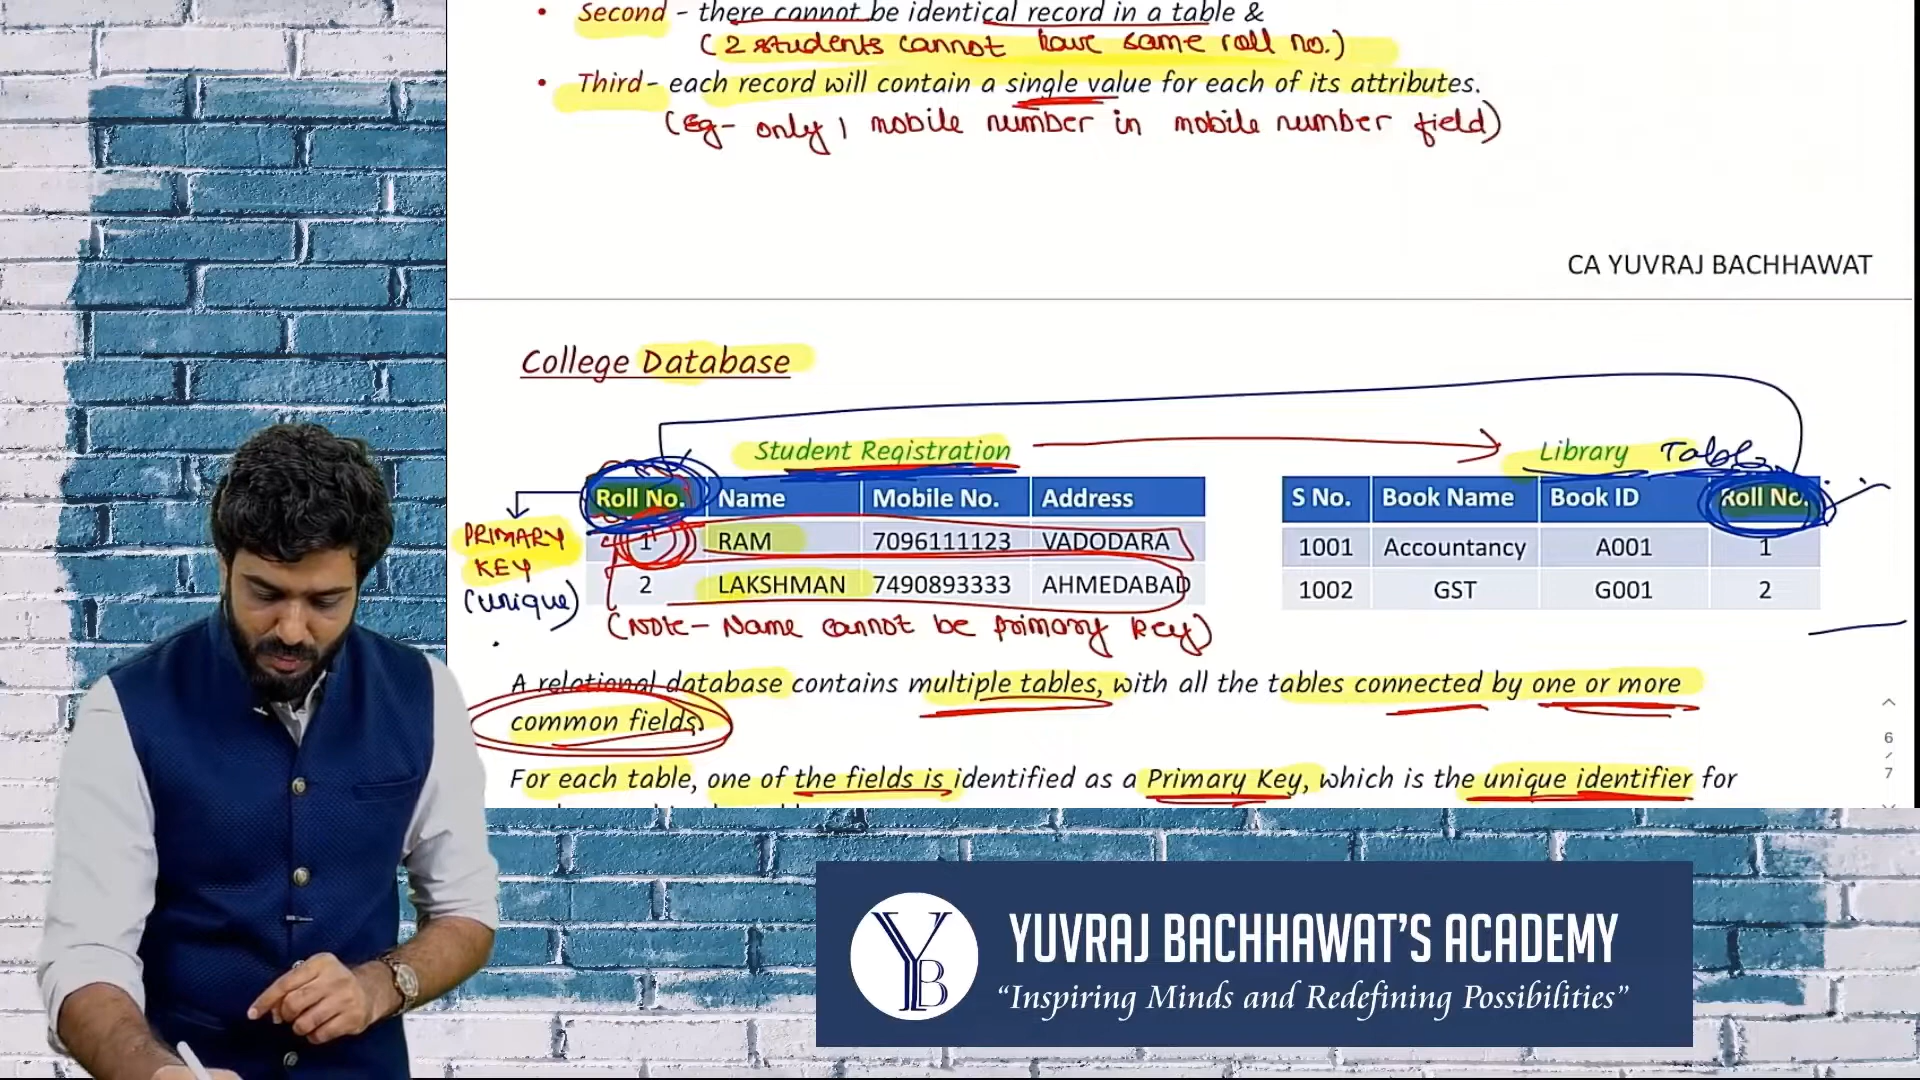 • Second - there cannot be identical record in a table &
(2 students cannot have same roll no.)
• Third - each record will contain a single value for each of its attributes.
(Eg- only 1 mobile number in mobile number field)
CA YUVRAJ BACHHAWAT
College Database
Student Registration
Library Table
Roll No. Name Mobile No. Address
S No. Book Name Book ID Roll No.
1 RAM 7096111123 VADODARA
1001 Accountancy A001 1
2 LAKSHMAN 7490893333 AHMEDABAD
1002 GST G001 2
PRIMARY
KEY
(unique)
(Note- Name cannot be primary key)
A relational database contains multiple tables, with all the tables connected by one or more
common fields.
For each table, one of the fields is identified as a Primary Key, which is the unique identifier for
6
/
7
YB
YUVRAJ BACHHAWAT'S ACADEMY
"Inspiring Minds and Redefining Possibilities"